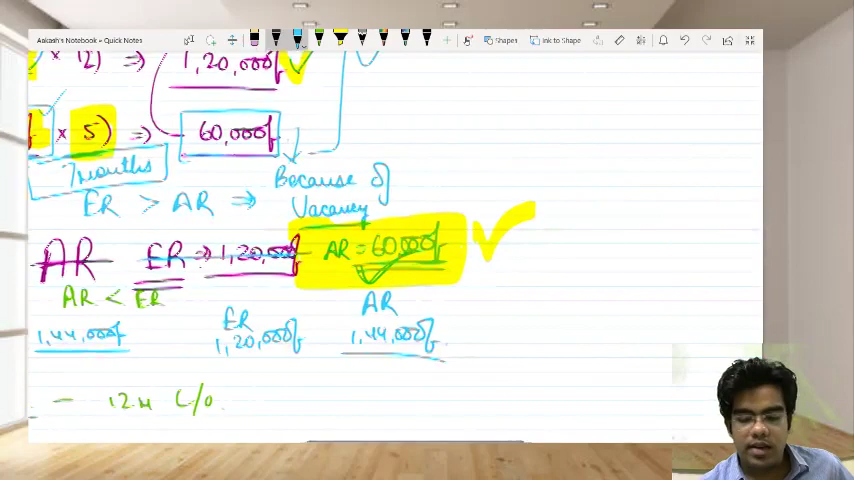 Aakash's Notebook » Quick Notes
Shapes
Ink to Shape
× 12) ⇒ 1,20,000/-
× 5) ⇒ 60,000/-
7 months
Because of
ER > AR ⇒
Vacancy
AR ER ⇒ 1,20,000/- AR = 60,000/-
AR < ER
ER
AR
1,44,000/-
1,20,000/-
1,44,000/-
- 12M C/O